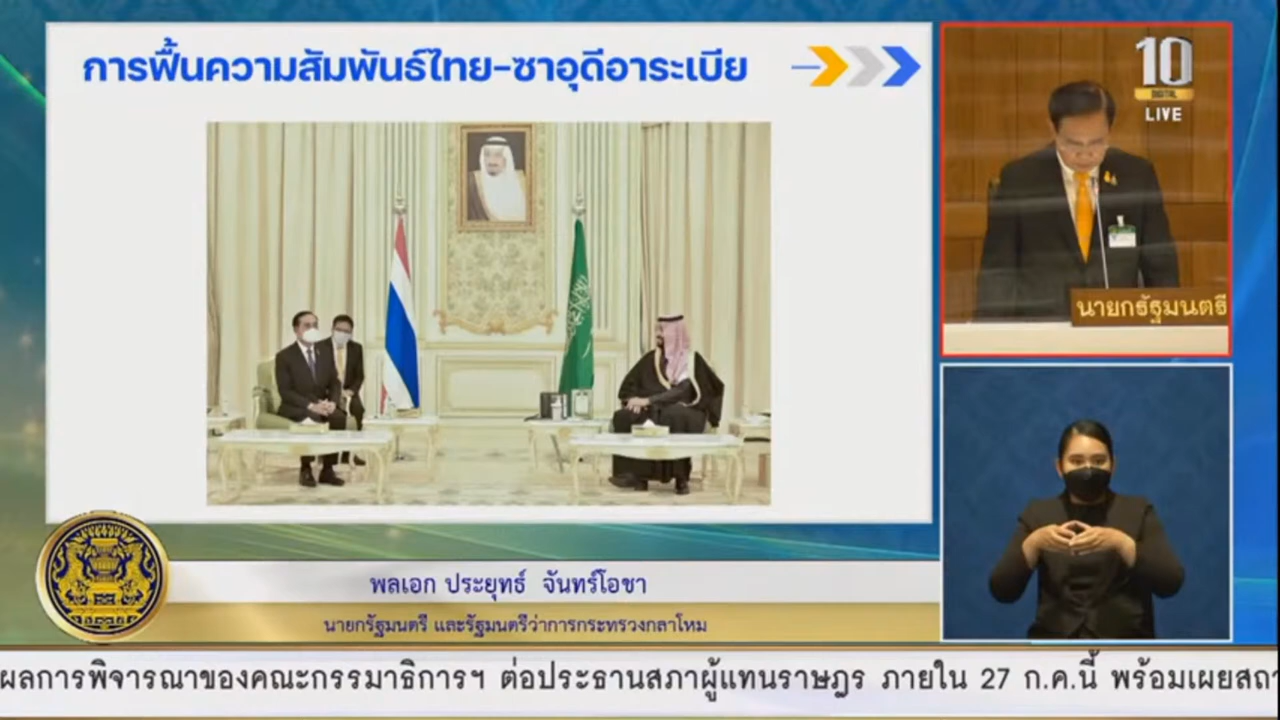 การฟื้นความสัมพันธ์ไทย-ซาอุดีอาระเบีย
10
DIGITAL
LIVE
นายกรัฐมนตรี
พลเอก ประยุทธ์ จันทร์โอชา
นายกรัฐมนตรี และรัฐมนตรีว่าการกระทรวงกลาโหม
ผลการพิจารณาของคณะกรรมาธิการฯ ต่อประธานสภาผู้แทนราษฎร ภายใน 27 ก.ค.นี้ พร้อมเผยสถา